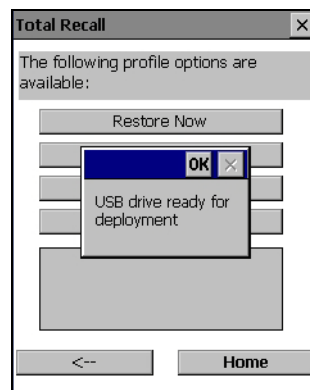 Total Recall
The following profile options are
available:
Restore Now
OK
USB drive ready for
deployment
<--
Home